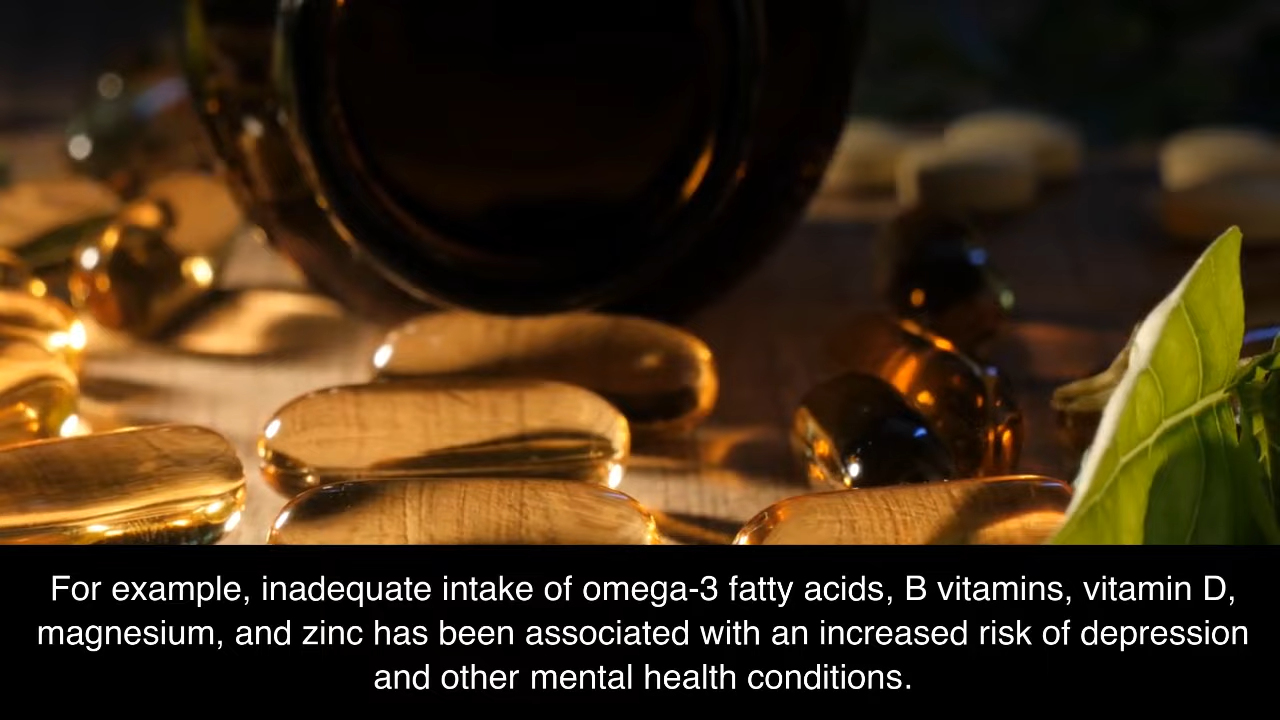 For example, inadequate intake of omega-3 fatty acids, B vitamins, vitamin D,
magnesium, and zinc has been associated with an increased risk of depression
and other mental health conditions.